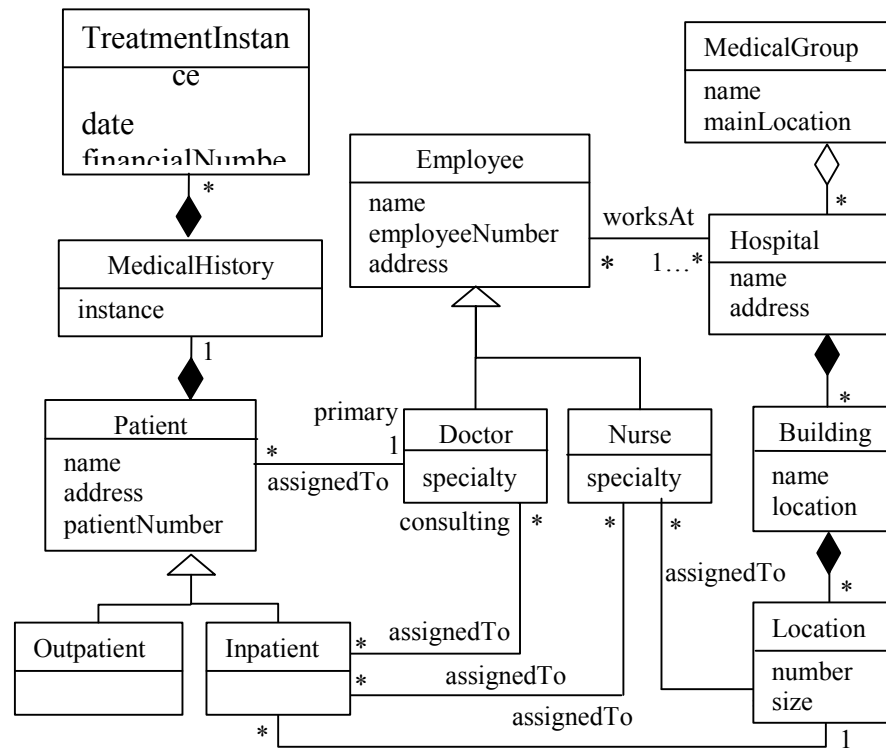 TreatmentInstan
ce
date
financialNumbe
*
MedicalHistory
instance
1
Patient
name
address
patientNumber
Outpatient
Inpatient
Employee
name
employeeNumber
address
worksAt
*
1...*
MedicalGroup
name
mainLocation
*
Hospital
name
address
*
Building
name
location
*
Location
number
size
primary
1
*
assignedTo
Doctor
specialty
consulting
*
Nurse
specialty
*
*
assignedTo
*
assignedTo
*
assignedTo
assignedTo
*
1